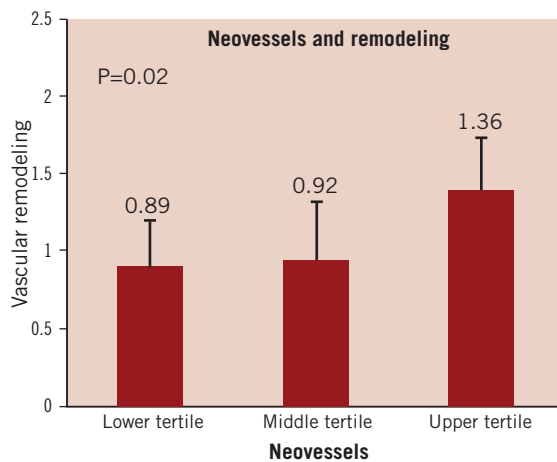 Neovessels and remodeling
P=0.02
Vascular remodeling
2.5
2
1.5
1
0.5
0
0.89
0.92
1.36
Lower tertile
Middle tertile
Upper tertile
Neovessels